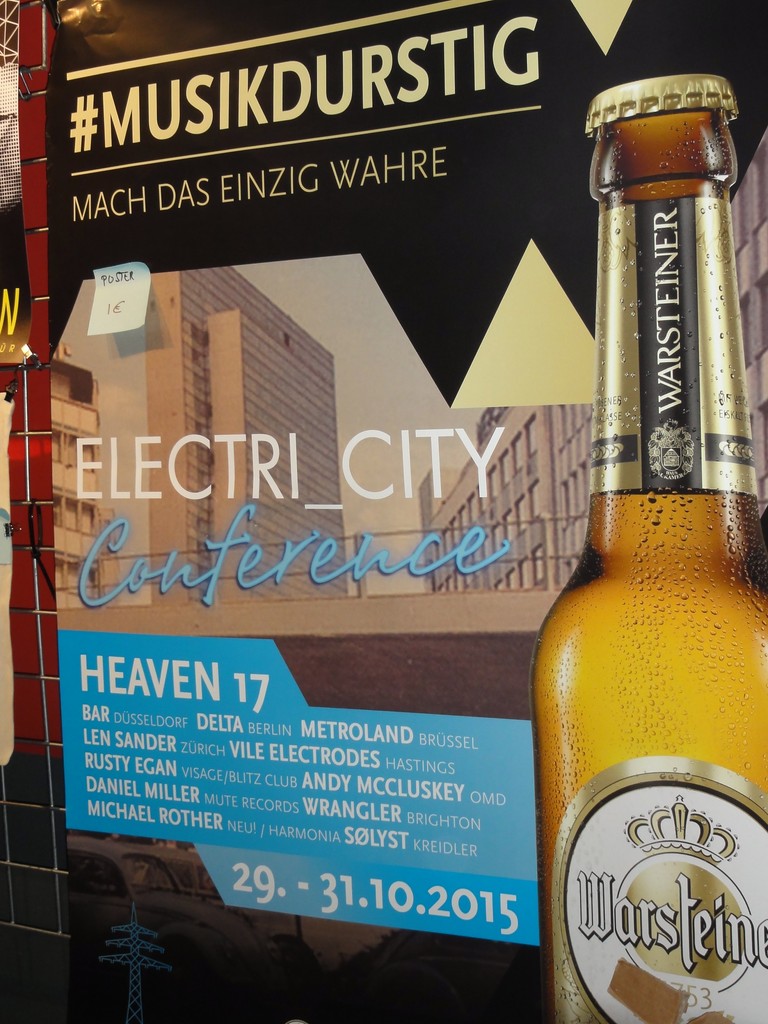 #MUSIKDURSTIG
MACH DAS EINZIG WAHRE
POSTER
1€
ELECTRI_CITY
Conference
HEAVEN 17
BAR DÜSSELDORF DELTA BERLIN METROLAND BRÜSSEL
LEN SANDER ZÜRICH VILE ELECTRODES HASTINGS
RUSTY EGAN VISAGE/BLITZ CLUB ANDY MCCLUSKEY OMD
DANIEL MILLER MUTE RECORDS WRANGLER BRIGHTON
MICHAEL ROTHER NEU! / HARMONIA SØLYST KREIDLER
29. - 31.10.2015
WARSTEINER
Warsteine
753